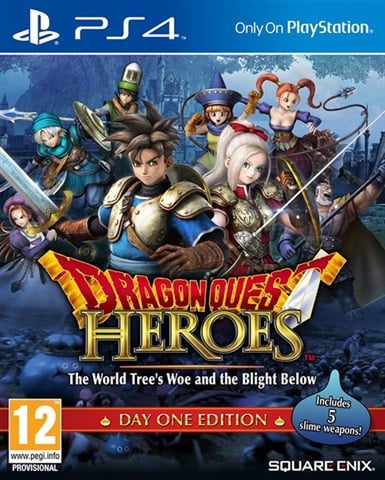 PS4
Only On PlayStation®
DRAGON QUEST
HEROES™
The World Tree's Woe and the Blight Below
DAY ONE EDITION
Includes
5
slime weapons!
12
www.pegi.info
PROVISIONAL
SQUARE ENIX®